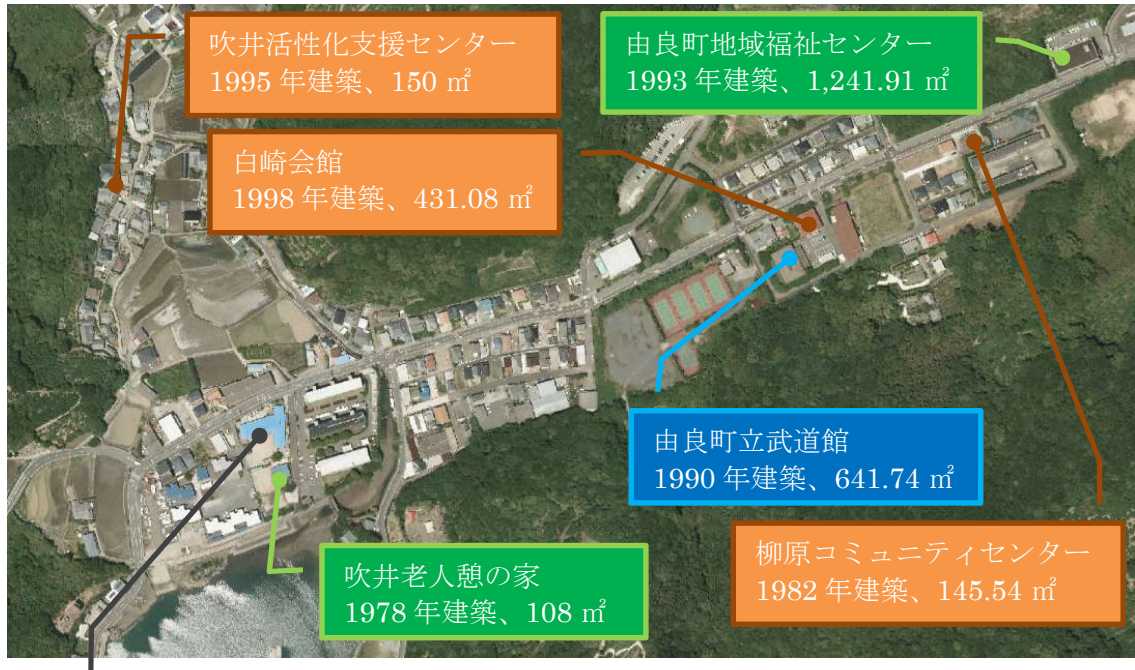 吹井活性化支援センター
1995 年建築、150 ㎡
由良町地域福祉センター
1993 年建築、1,241.91 ㎡
白崎会館
1998 年建築、431.08 ㎡
由良町立武道館
1990 年建築、641.74 ㎡
柳原コミュニティセンター
1982 年建築、145.54 ㎡
吹井老人憩の家
1978 年建築、108 ㎡